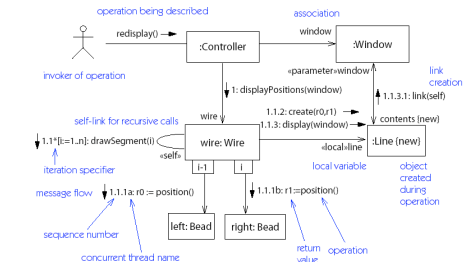 operation being described
association
redisplay()
window
:Controller
:Window
invoker of operation
«parameter»window
link
creation
1: displayPositions(window)
1.1.3.1: link(self)
wire
1.1.2: create(r0,r1)
self-link for recursive calls
1.1.3: display(window)
contents {new}
1.1*[i:=1..n]: drawSegment(i)
wire: Wire
:Line {new}
«self»
«local»line
iteration specifier
i-1
i
local variable
object
created
during
operation
message flow
1.1.1a: r0 := position()
1.1.1b: r1:=position()
left: Bead
right: Bead
sequence number
return
value
operation
concurrent thread name